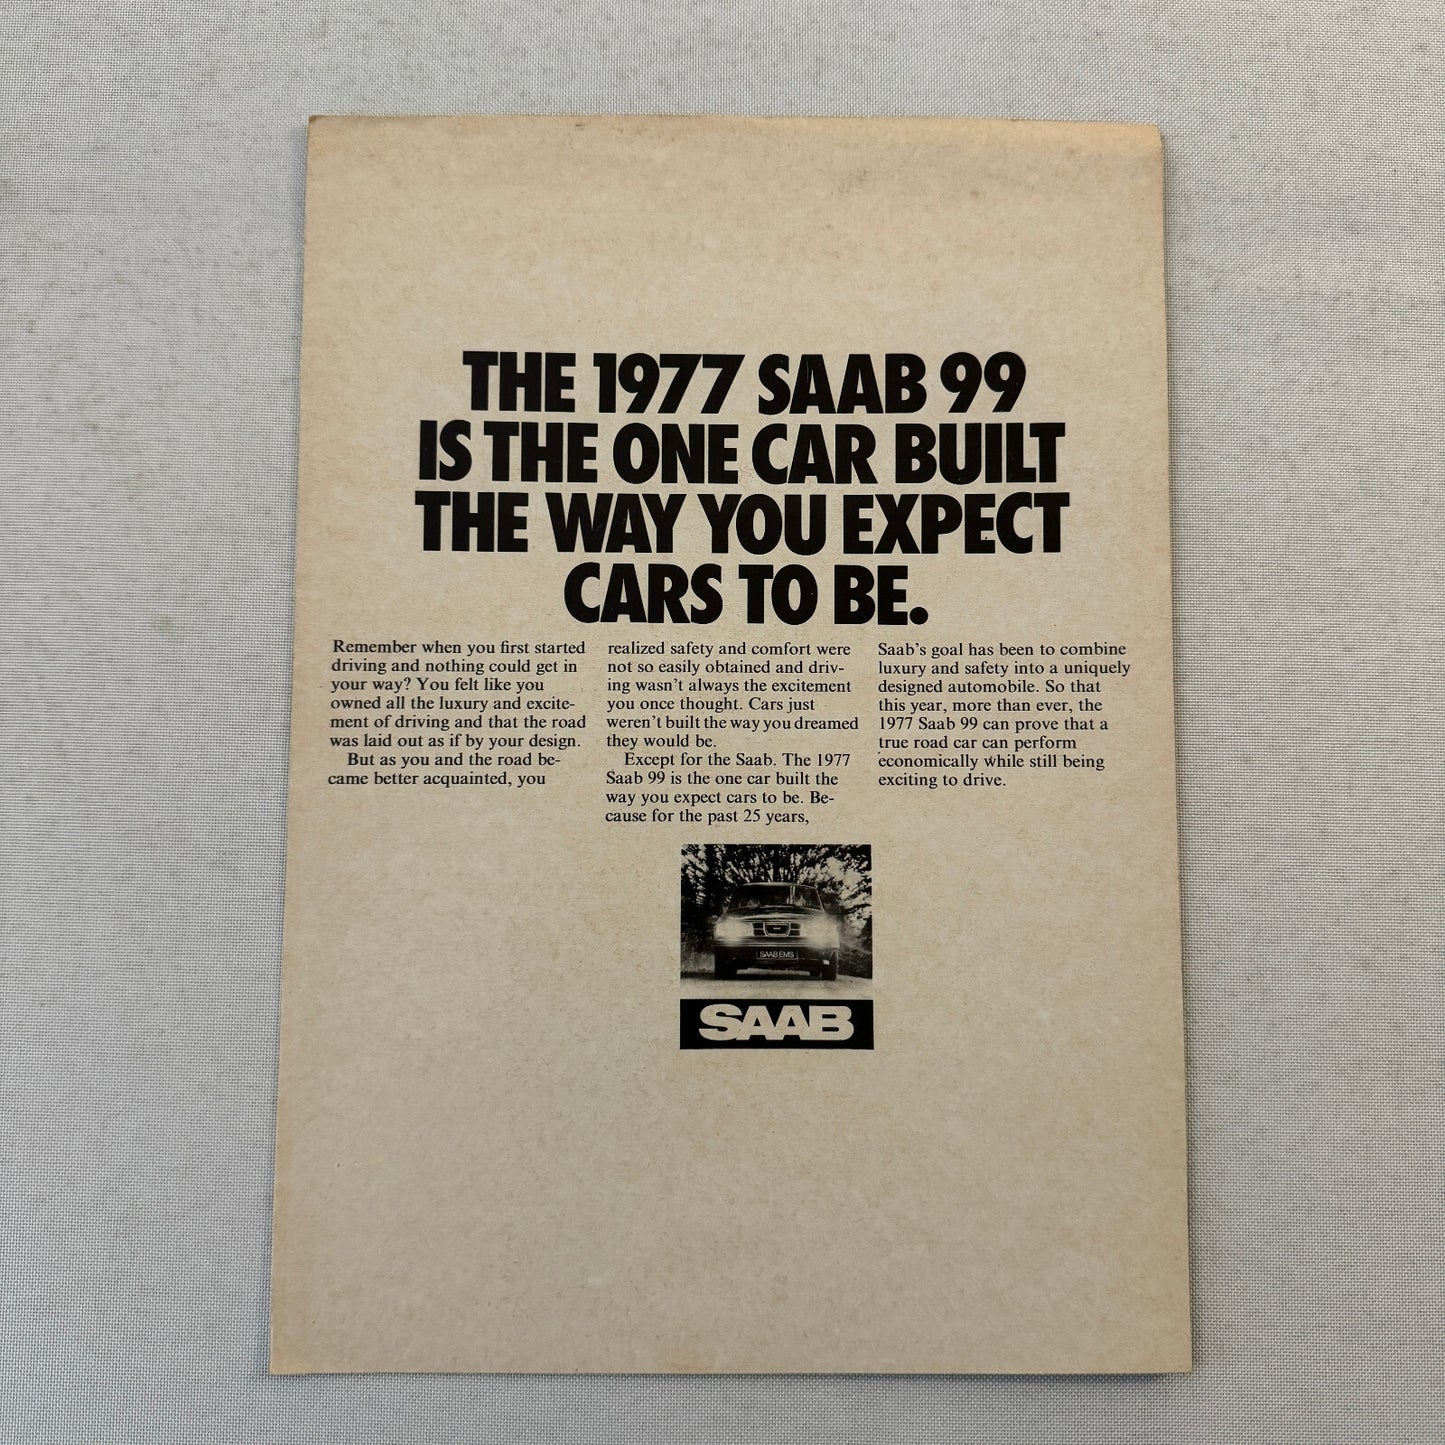 THE 1977 SAAB 99
IS THE ONE CAR BUILT
THE WAY YOU EXPECT
CARS TO BE.
Remember when you first started
driving and nothing could get in
your way? You felt like you
owned all the luxury and excite-
ment of driving and that the road
was laid out as if by your design.
But as you and the road be-
came better acquainted, you
realized safety and comfort were
not so easily obtained and driv-
ing wasn't always the excitement
you once thought. Cars just
weren't built the way you dreamed
they would be.
Except for the Saab. The 1977
Saab 99 is the one car built the
way you expect cars to be. Be-
cause for the past 25 years,
Saab's goal has been to combine
luxury and safety into a uniquely
designed automobile. So that
this year, more than ever, the
1977 Saab 99 can prove that a
true road car can perform
economically while still being
exciting to drive.
SAAB EMS
SAAB